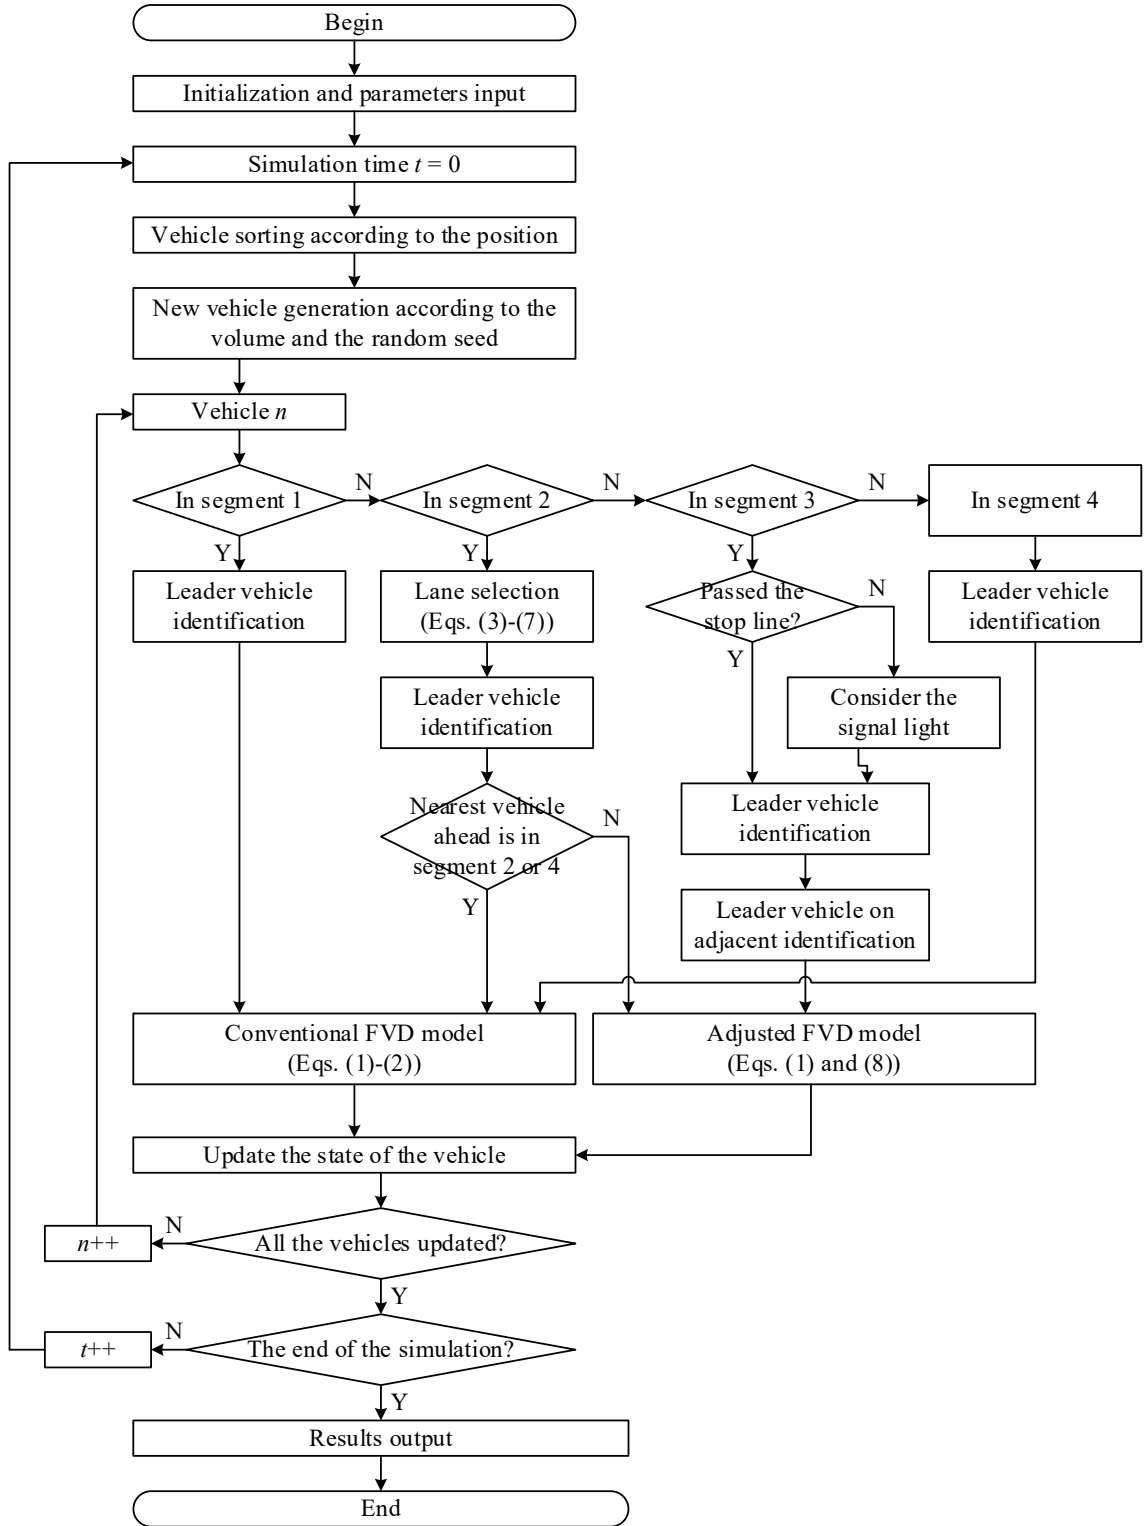 Begin
Initialization and parameters input
Simulation time t = 0
Vehicle sorting according to the position
New vehicle generation according to the
volume and the random seed
Vehicle n
In segment 1
N
In segment 2
N
In segment 3
N
In segment 4
Y
Leader vehicle
identification
Y
Lane selection
(Eqs. (3)-(7))
Y
Passed the
stop line?
N
Leader vehicle
identification
Y
Leader vehicle
identification
Consider the
signal light
Nearest vehicle
ahead is in
segment 2 or 4
N
Y
Leader vehicle
identification
Leader vehicle on
adjacent identification
Conventional FVD model
(Eqs. (1)-(2))
Adjusted FVD model
(Eqs. (1) and (8))
Update the state of the vehicle
All the vehicles updated?
N
n++
Y
The end of the simulation?
N
t++
Y
Results output
End